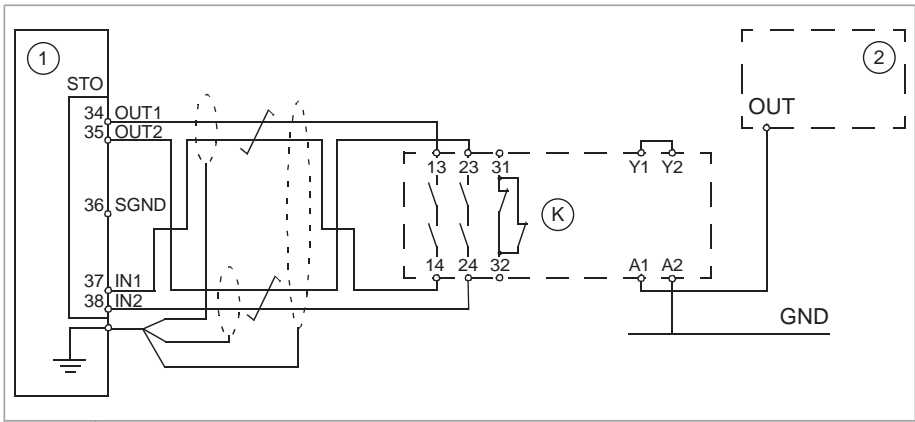 1
2
STO
34 OUT1
35 OUT2
OUT
13 23 31
Y1 Y2
36 SGND
K
14 24 32
A1 A2
37 IN1
38 IN2
GND